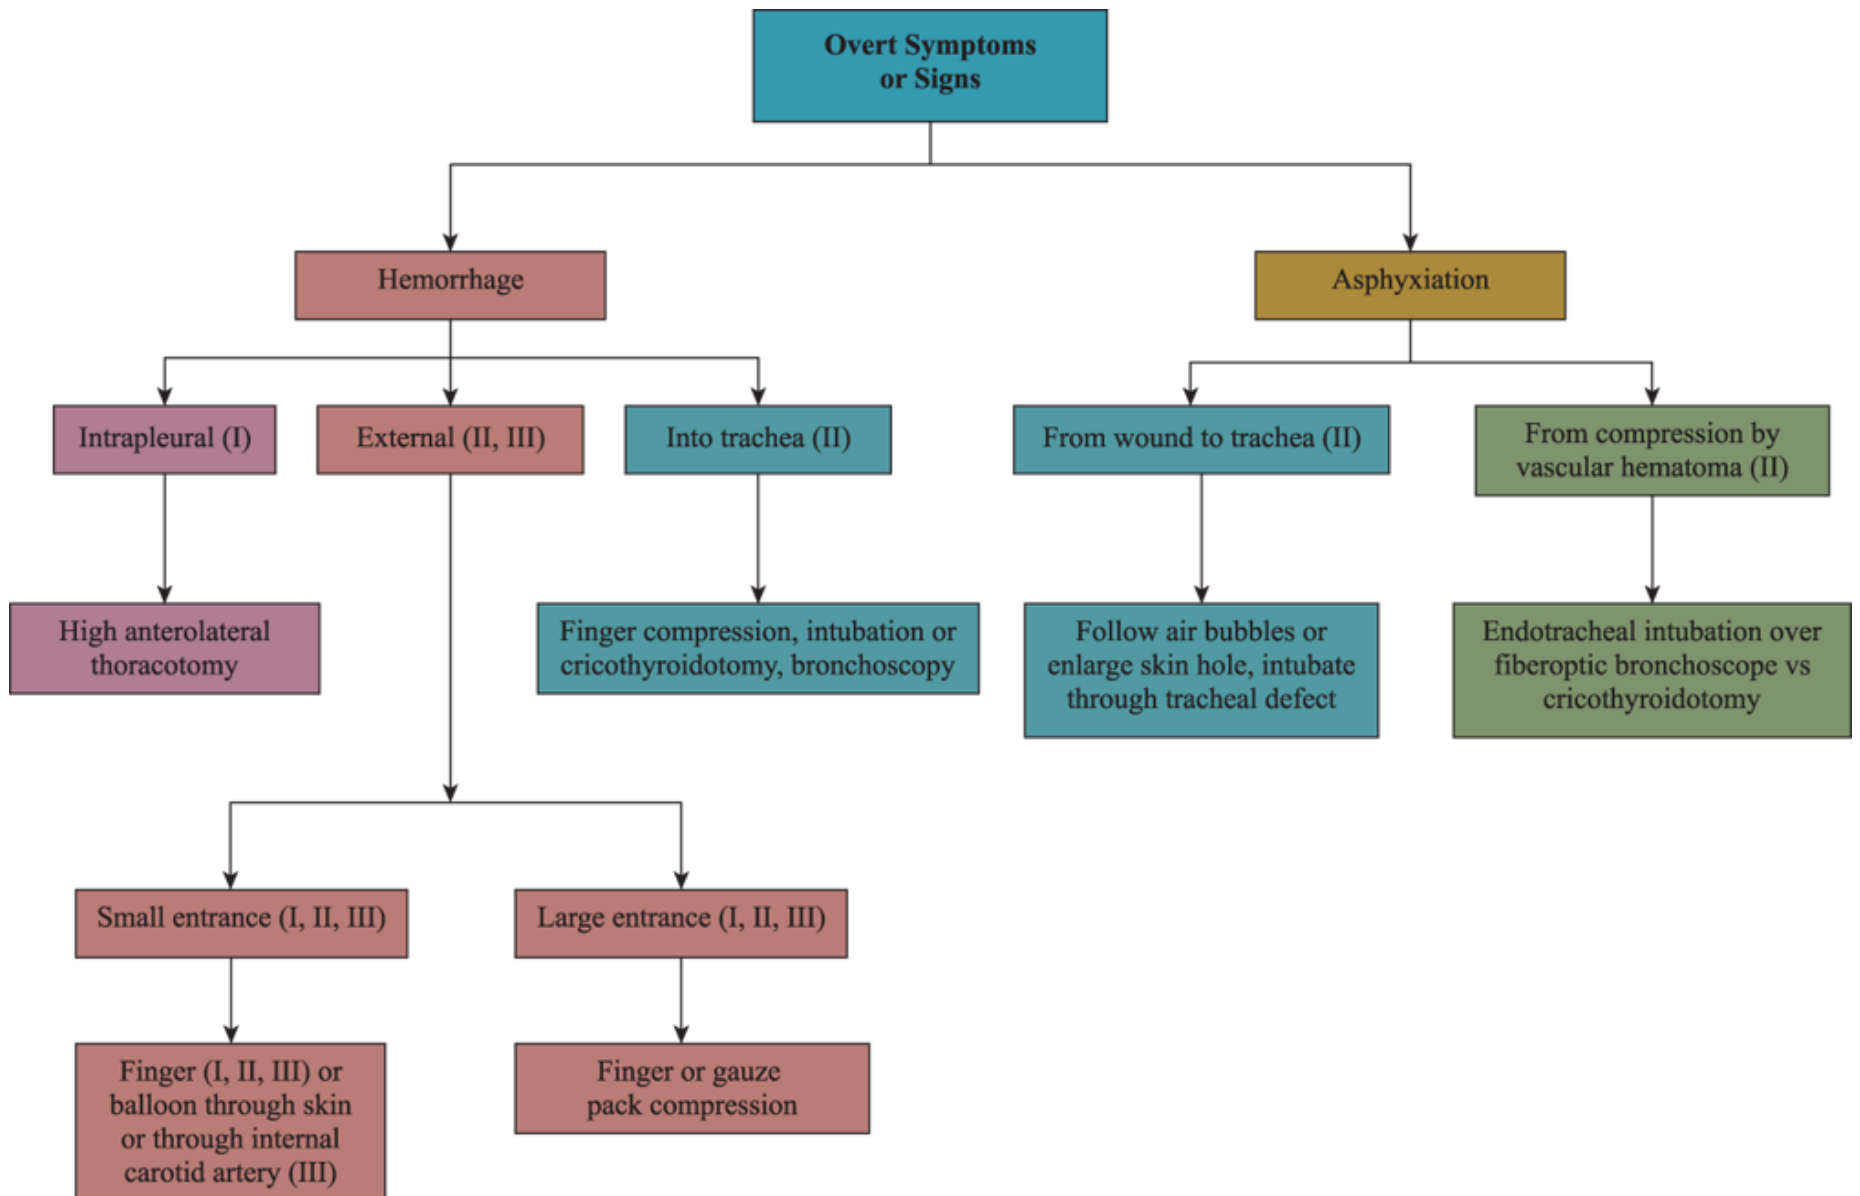 Overt Symptoms
or Signs
Hemorrhage
Asphyxiation
Intrapleural (I)
External (II, III)
Into trachea (II)
From wound to trachea (II)
From compression by
vascular hematoma (II)
High anterolateral
thoracotomy
Finger compression, intubation or
cricothyroidotomy, bronchoscopy
Follow air bubbles or
enlarge skin hole, intubate
through tracheal defect
Endotracheal intubation over
fiberoptic bronchoscope vs
cricothyroidotomy
Small entrance (I, II, III)
Large entrance (I, II, III)
Finger (I, II, III) or
balloon through skin
or through internal
carotid artery (III)
Finger or gauze
pack compression